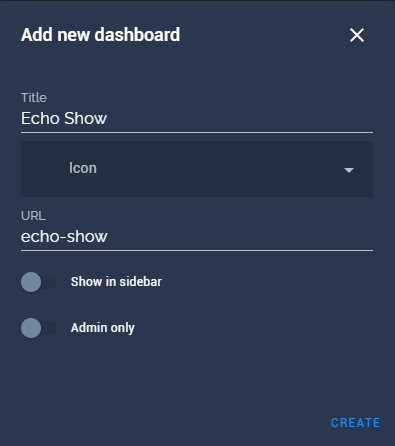 Add new dashboard
Title
Echo Show
Icon
URL
echo-show
Show in sidebar
Admin only
CREATE